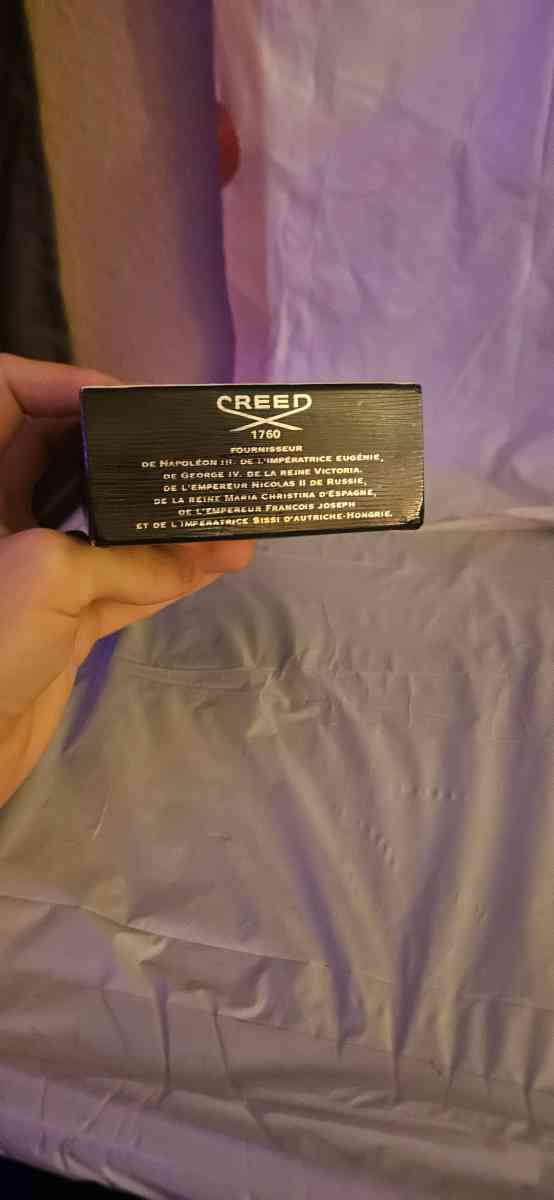 CREED
1760
FOURNISSEUR
DE NAPOLÉON III, DE L'IMPÉRATRICE EUGÉNIE,
DE GEORGE IV, DE LA REINE VICTORIA,
DE L'EMPEREUR NICOLAS II DE RUSSIE,
DE LA REINE MARIA CHRISTINA D'ESPAGNE,
DE L'EMPEREUR FRANCOIS JOSEPH
ET DE L'IMPERATRICE SISSI D'AUTRICHE-HONGRIE.